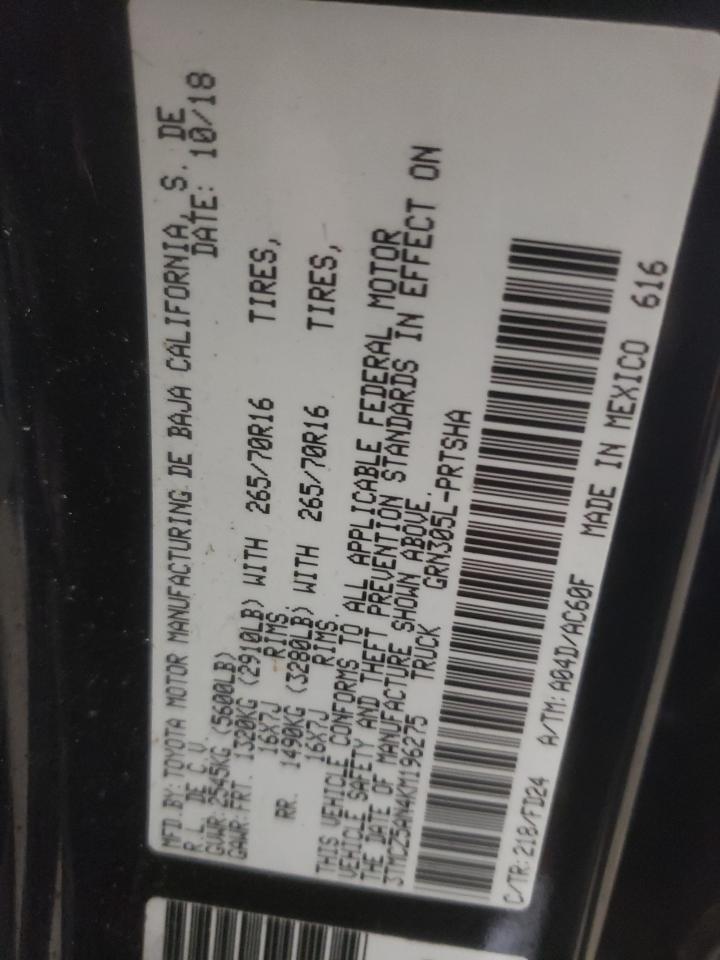 MFD. BY: TOYOTA MOTOR MANUFACTURING DE BAJA CALIFORNIA, S. DE
R.L. DE C.V. DATE: 10/18
GVWR: 2545KG (5600LB)
GAWR: FRT. 1320KG (2910LB) WITH 265/70R16 TIRES,
16X7J RIMS.
RR. 1490KG (3280LB) WITH 265/70R16 TIRES,
16X7J RIMS.
THIS VEHICLE CONFORMS TO ALL APPLICABLE FEDERAL MOTOR
VEHICLE SAFETY AND THEFT PREVENTION STANDARDS IN EFFECT ON
THE DATE OF MANUFACTURE SHOWN ABOVE.
3TMCZ5AN4KM196275 TRUCK GRN305L-PRTSHA
C/TR: 218/FD24 A/TM: A04D/AC60F MADE IN MEXICO 616